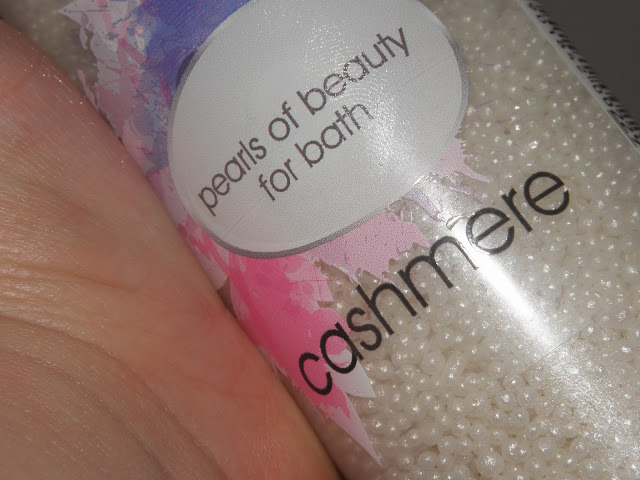 pearls of beauty
for bath
cashmere